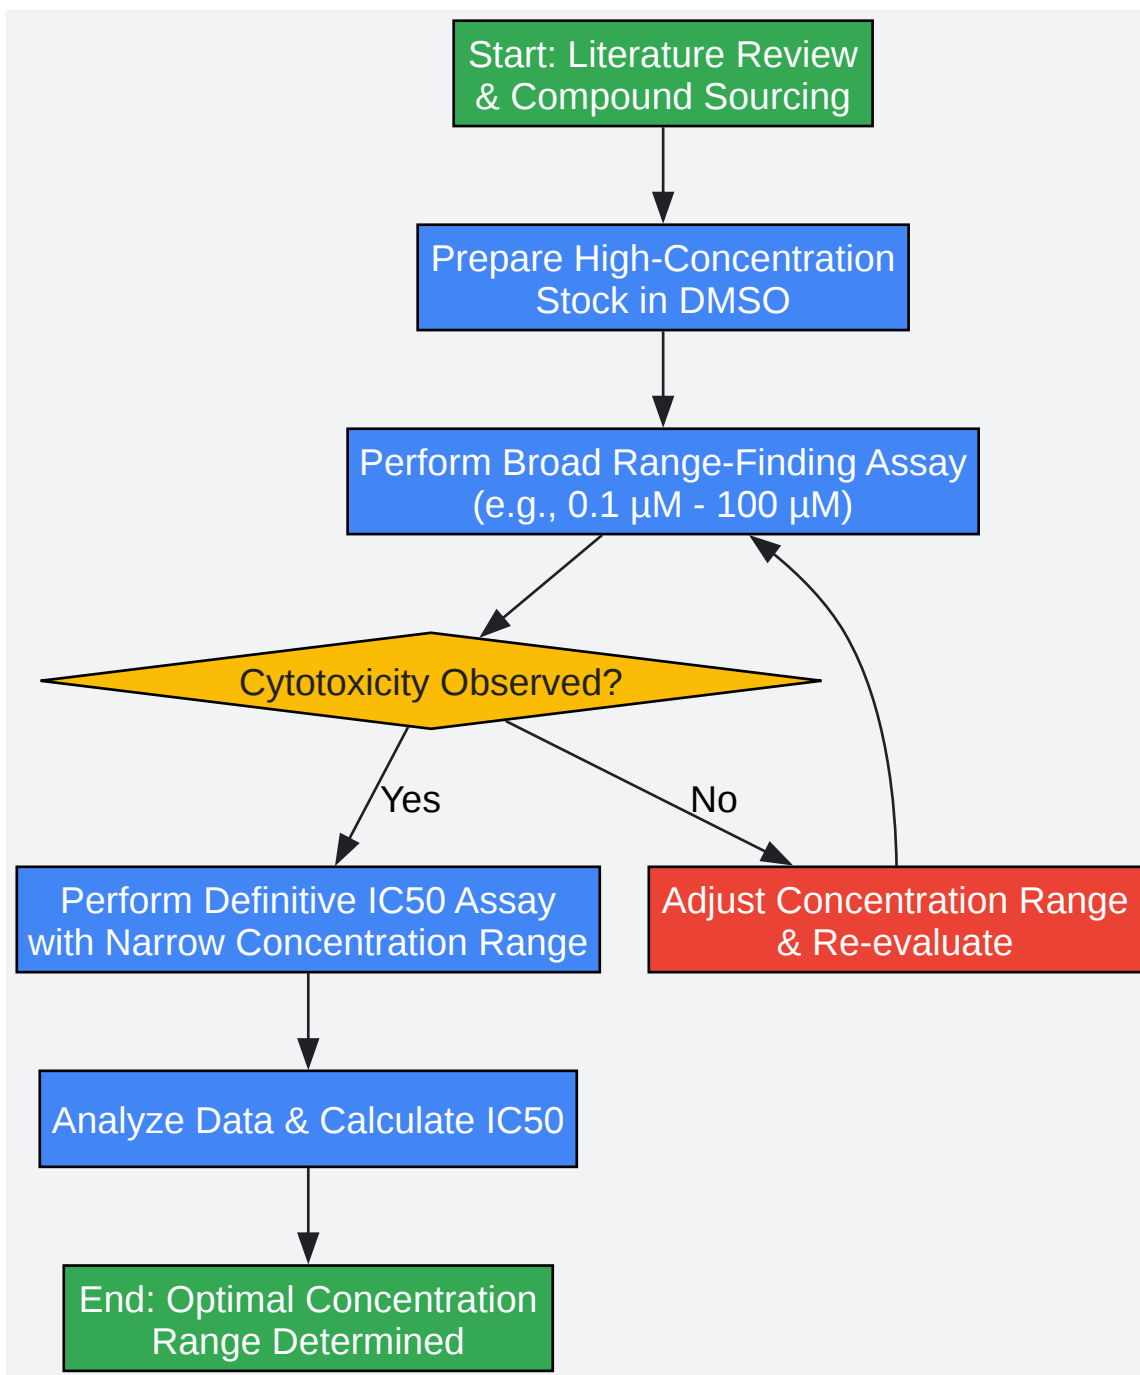 Start: Literature Review
& Compound Sourcing
Prepare High-Concentration
Stock in DMSO
Perform Broad Range-Finding Assay
(e.g., 0.1 µM - 100 µM)
Cytotoxicity Observed?
Yes
No
Perform Definitive IC50 Assay
with Narrow Concentration Range
Adjust Concentration Range
& Re-evaluate
Analyze Data & Calculate IC50
End: Optimal Concentration
Range Determined